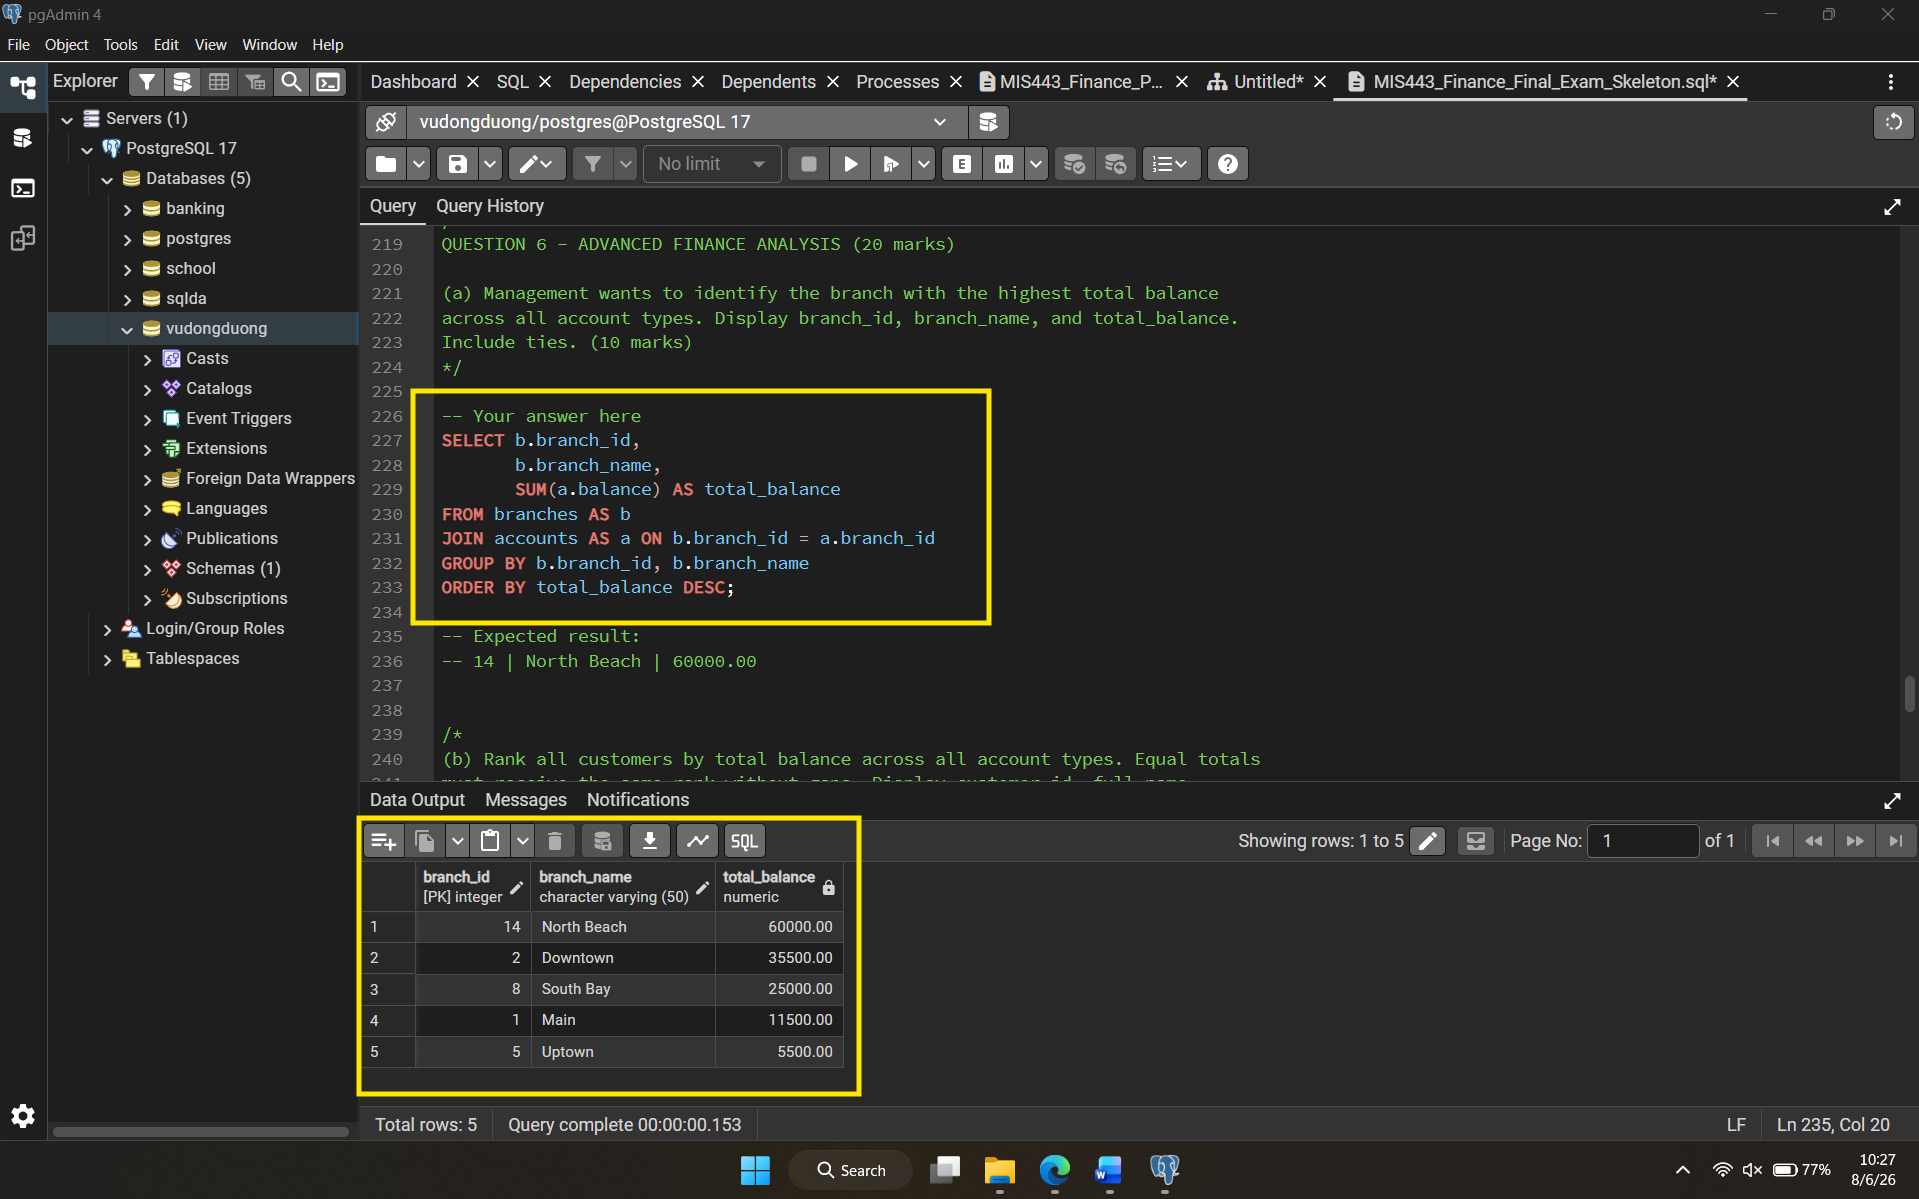 pgAdmin 4
File Object Tools Edit View Window Help
Explorer
Dashboard SQL Dependencies Dependents Processes MIS443_Finance_P... Untitled* MIS443_Finance_Final_Exam_Skeleton.sql*
Servers (1)
PostgreSQL 17
Databases (5)
banking
postgres
school
sqlda
vudongduong
Casts
Catalogs
Event Triggers
Extensions
Foreign Data Wrappers
Languages
Publications
Schemas (1)
Subscriptions
Login/Group Roles
Tablespaces
vudongduong/postgres@PostgreSQL 17
No limit
E
Query Query History
219 QUESTION 6 - ADVANCED FINANCE ANALYSIS (20 marks)
220
221 (a) Management wants to identify the branch with the highest total balance
222 across all account types. Display branch_id, branch_name, and total_balance.
223 Include ties. (10 marks)
224 */
225
226 -- Your answer here
227 SELECT b.branch_id,
228 b.branch_name,
229 SUM(a.balance) AS total_balance
230 FROM branches AS b
231 JOIN accounts AS a ON b.branch_id = a.branch_id
232 GROUP BY b.branch_id, b.branch_name
233 ORDER BY total_balance DESC;
234
235 -- Expected result:
236 -- 14 | North Beach | 60000.00
237
238
239 /*
240 (b) Rank all customers by total balance across all account types. Equal totals
Data Output Messages Notifications
SQL
Showing rows: 1 to 5 Page No: 1 of 1
branch_id branch_name total_balance
[PK] integer character varying (50) numeric
1 14 North Beach 60000.00
2 2 Downtown 35500.00
3 8 South Bay 25000.00
4 1 Main 11500.00
5 5 Uptown 5500.00
Total rows: 5 Query complete 00:00:00.153 LF Ln 235, Col 20
Search
77%
10:27
8/6/26